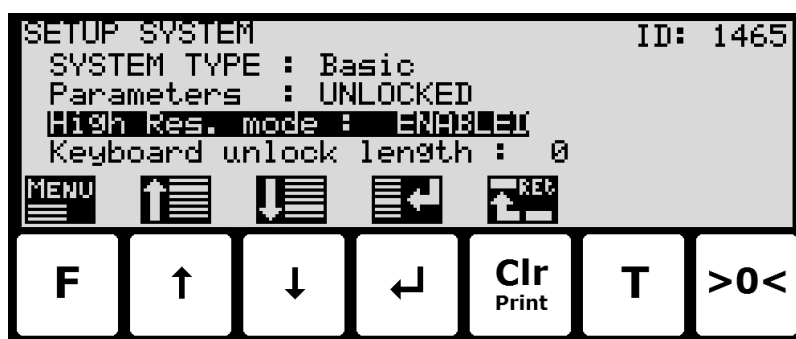 SETUP SYSTEM ID: 1465
SYSTEM TYPE : Basic
Parameters : UNLOCKED
High Res. mode : ENABLED
Keyboard unlock length : 0
MENU REt
F ↑ ↓ ↵ Clr T >0<
Print